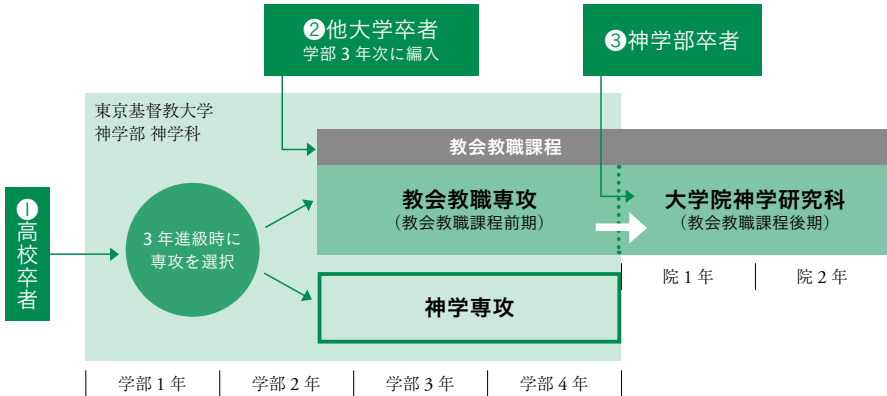 ❷他大学卒者
学部3年次に編入
❸神学部卒者
東京基督教大学
神学部 神学科
教会教職課程
❶高校卒者
3年進級時に
専攻を選択
教会教職専攻
（教会教職課程前期）
大学院神学研究科
（教会教職課程後期）
神学専攻
院1年
院2年
学部1年
学部2年
学部3年
学部4年